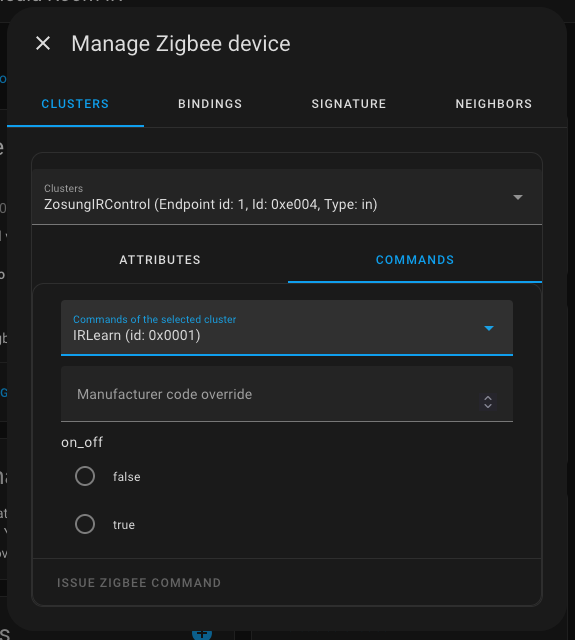 Manage Zigbee device
CLUSTERS
BINDINGS
SIGNATURE
NEIGHBORS
Clusters
ZosungIRControl (Endpoint id: 1, Id: 0xe004, Type: in)
ATTRIBUTES
COMMANDS
Commands of the selected cluster
IRLearn (id: 0x0001)
Manufacturer code override
on_off
false
true
ISSUE ZIGBEE COMMAND